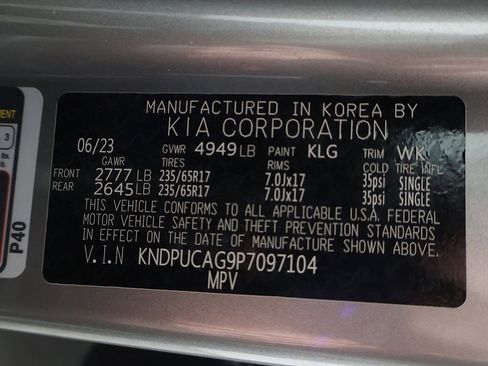 MANUFACTURED IN KOREA BY
KIA CORPORATION
06/23 GVWR 4949 LB PAINT KLG TRIM WK
GAWR TIRES RIMS COLD TIRE INFL
FRONT 2777 LB 235/65R17 7.0Jx17 35psi SINGLE
REAR 2645 LB 235/65R17 7.0Jx17 35psi SINGLE
THIS VEHICLE CONFORMS TO ALL APPLICABLE U.S.A. FEDERAL
MOTOR VEHICLE SAFETY AND THEFT PREVENTION STANDARDS
IN EFFECT ON THE DATE OF MANUFACTURE SHOWN ABOVE.
V.I.N KNDPUCAG9P7097104
MPV
P40